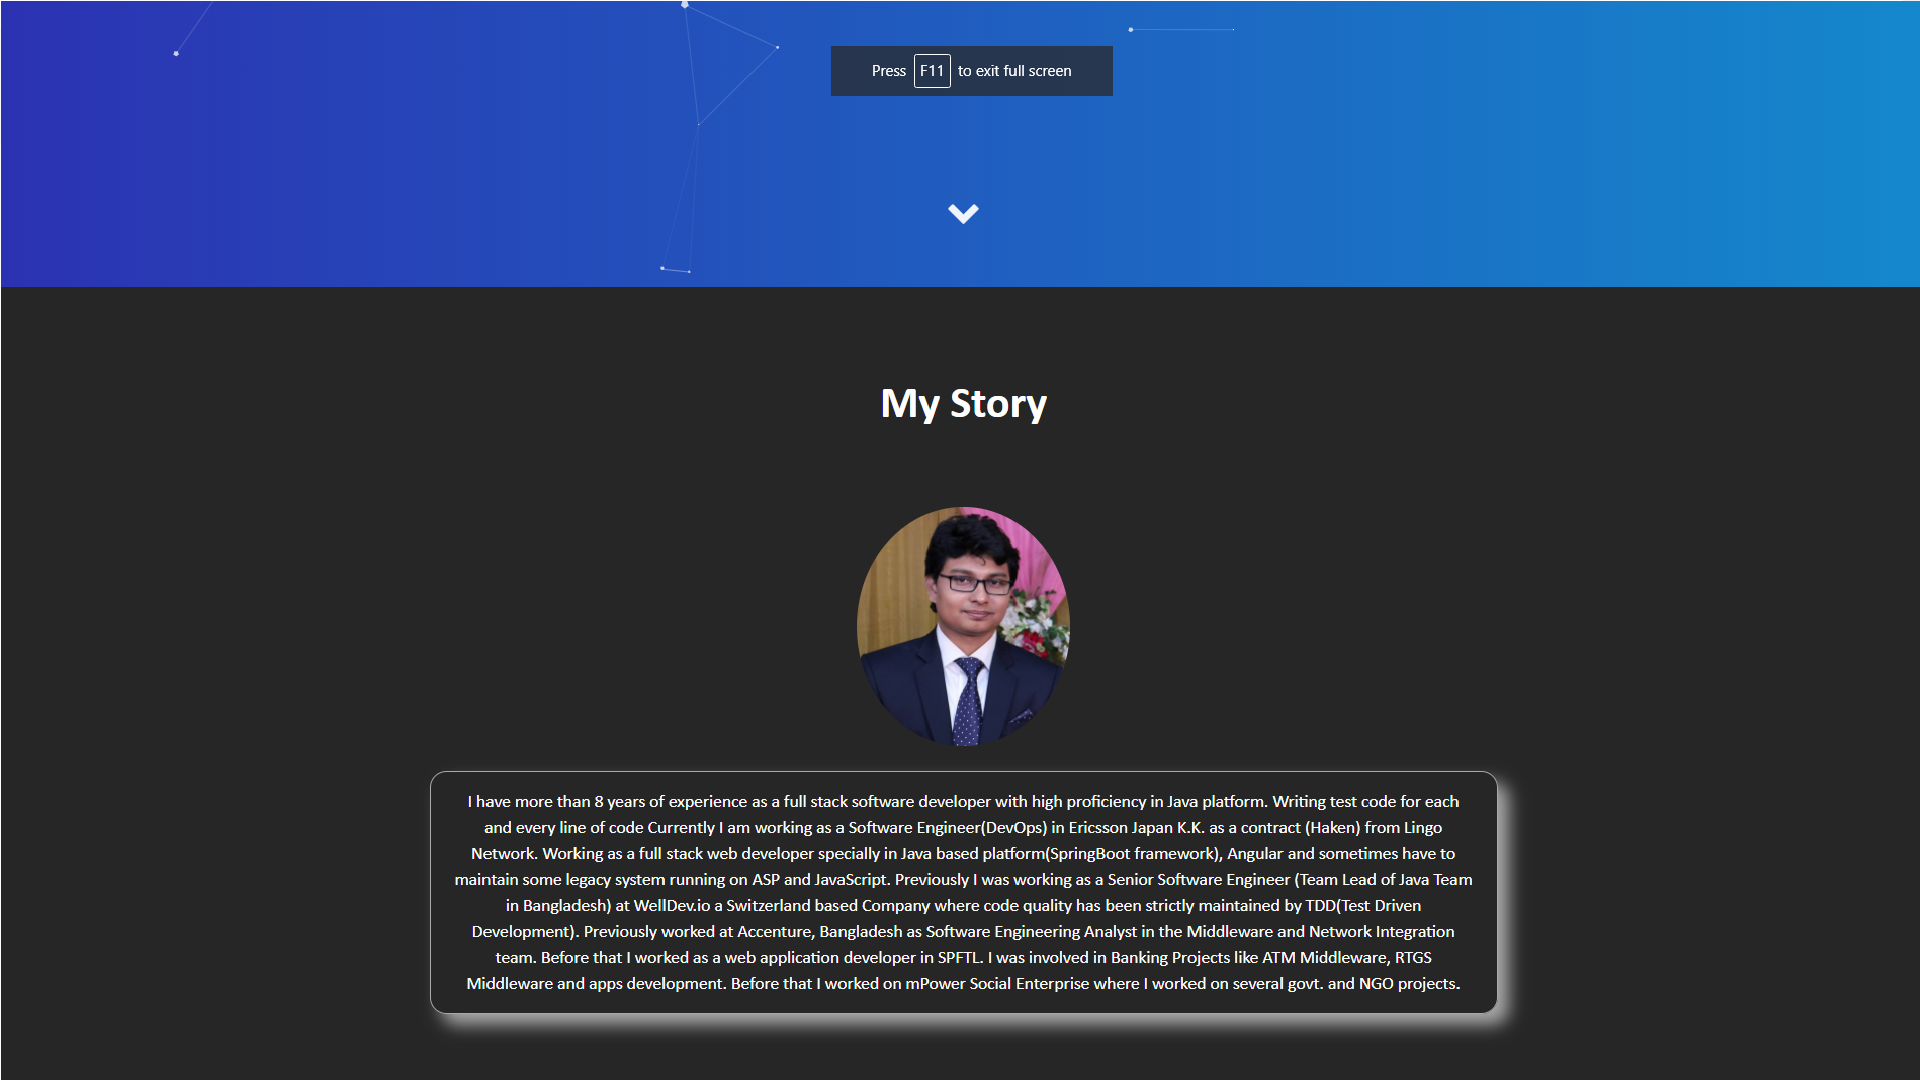 Press F11 to exit full screen
My Story
I have more than 8 years of experience as a full stack software developer with high proficiency in Java platform. Writing test code for each
and every line of code Currently I am working as a Software Engineer(DevOps) in Ericsson Japan K.K. as a contract (Haken) from Lingo
Network. Working as a full stack web developer specially in Java based platform(SpringBoot framework), Angular and sometimes have to
maintain some legacy system running on ASP and JavaScript. Previously I was working as a Senior Software Engineer (Team Lead of Java Team
in Bangladesh) at WellDev.io a Switzerland based Company where code quality has been strictly maintained by TDD(Test Driven
Development). Previously worked at Accenture, Bangladesh as Software Engineering Analyst in the Middleware and Network Integration
team. Before that I worked as a web application developer in SPFTL. I was involved in Banking Projects like ATM Middleware, RTGS
Middleware and apps development. Before that I worked on mPower Social Enterprise where I worked on several govt. and NGO projects.